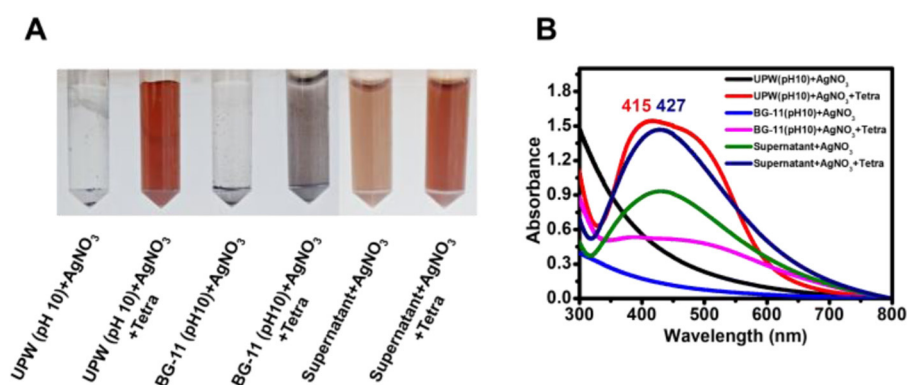 A
UPW (pH 10)+AgNO3
UPW (pH 10)+AgNO3
+Tetra
BG-11 (pH10)+AgNO3
BG-11 (pH10)+AgNO3
+Tetra
Supernatant+AgNO3
Supernatant+AgNO3
+Tetra
B
Absorbance
1.8
1.5
1.2
0.9
0.6
0.3
0.0
415 427
UPW(pH10)+AgNO3
UPW(pH10)+AgNO3+Tetra
BG-11(pH10)+AgNO3
BG-11(pH10)+AgNO3+Tetra
Supernatant+AgNO3
Supernatant+AgNO3+Tetra
300 400 500 600 700 800
Wavelength (nm)